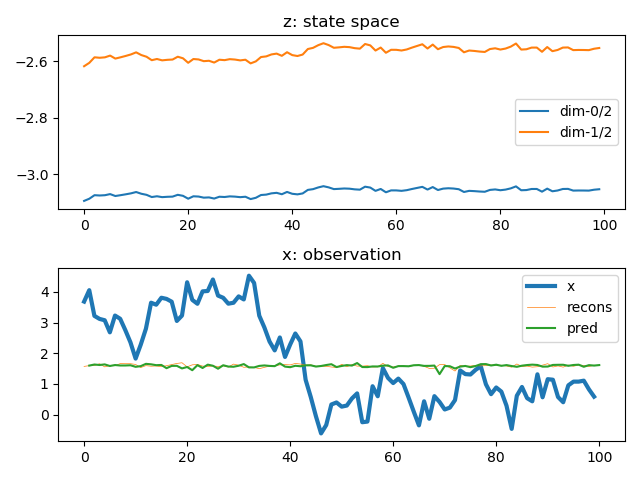 z: state space
−2.6
−2.8
−3.0
dim-0/2
dim-1/2
0 20 40 60 80 100
x: observation
4
3
2
1
0
x
recons
pred
0 20 40 60 80 100